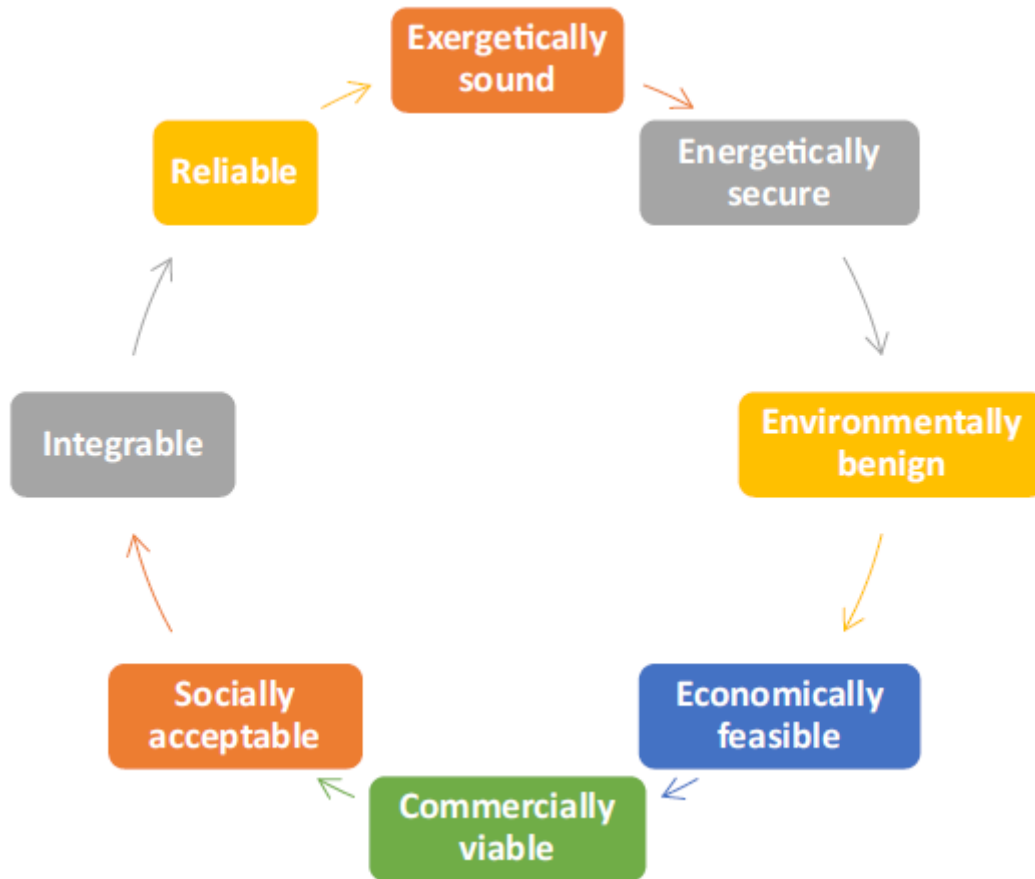 Exergetically
sound
Energetically
secure
Environmentally
benign
Economically
feasible
Commercially
viable
Socially
acceptable
Integrable
Reliable